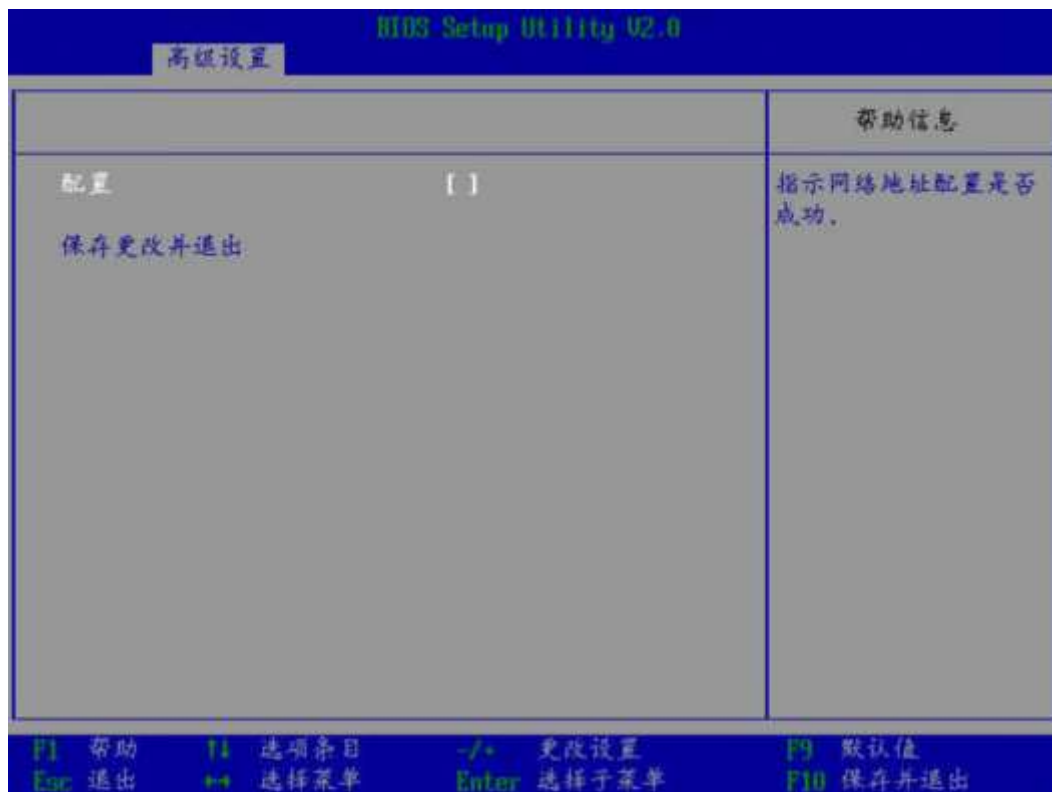 BIOS Setup Utility V2.0
高级设置
帮助信息
配置 [ ]
指示网络地址配置是否
成功.
保存更改并退出
F1 帮助 ↑↓ 选项条目 -/+ 更改设置 F9 默认值
Esc 退出 ←→ 选择菜单 Enter 选择子菜单 F10 保存并退出